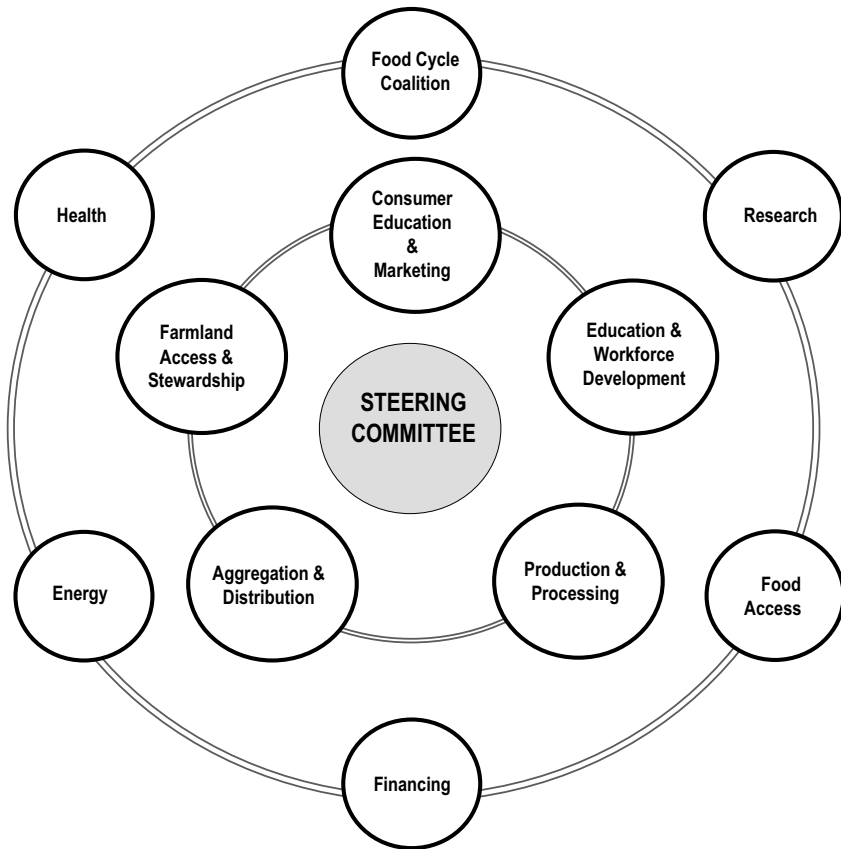 Food Cycle
Coalition
Health
Research
Consumer
Education
&
Marketing
Farmland
Access &
Stewardship
Education &
Workforce
Development
STEERING
COMMITTEE
Aggregation &
Distribution
Production &
Processing
Energy
Food
Access
Financing